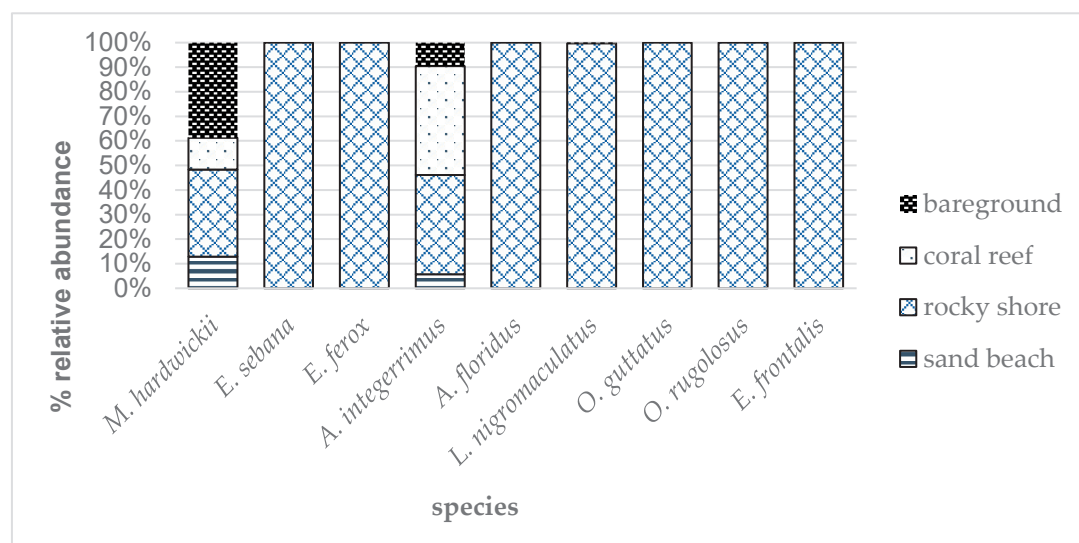 100%
90%
80%
70%
60%
50%
40%
30%
20%
10%
0%
% relative abundance
M. hardwickii
E. sebana
E. ferox
A. integerrimus
A. floridus
L. nigromaculatus
O. guttatus
O. rugolosus
E. frontalis
species
bareground
coral reef
rocky shore
sand beach